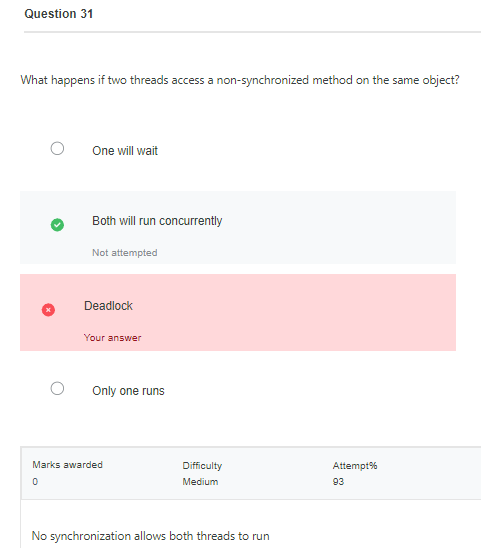 Question 31
What happens if two threads access a non-synchronized method on the same object?
One will wait
Both will run concurrently
Not attempted
Deadlock
Your answer
Only one runs
Marks awarded Difficulty Attempt%
0 Medium 93
No synchronization allows both threads to run